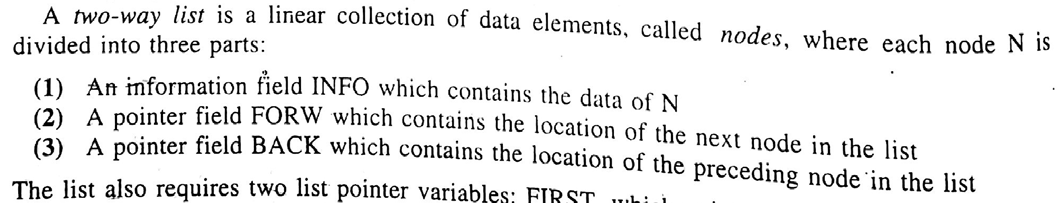 A two-way list is a linear collection of data elements, called nodes, where each node N is
divided into three parts:
(1) An information field INFO which contains the data of N
(2) A pointer field FORW which contains the location of the next node in the list
(3) A pointer field BACK which contains the location of the preceding node in the list
The list also requires two list pointer variables: FIRST,